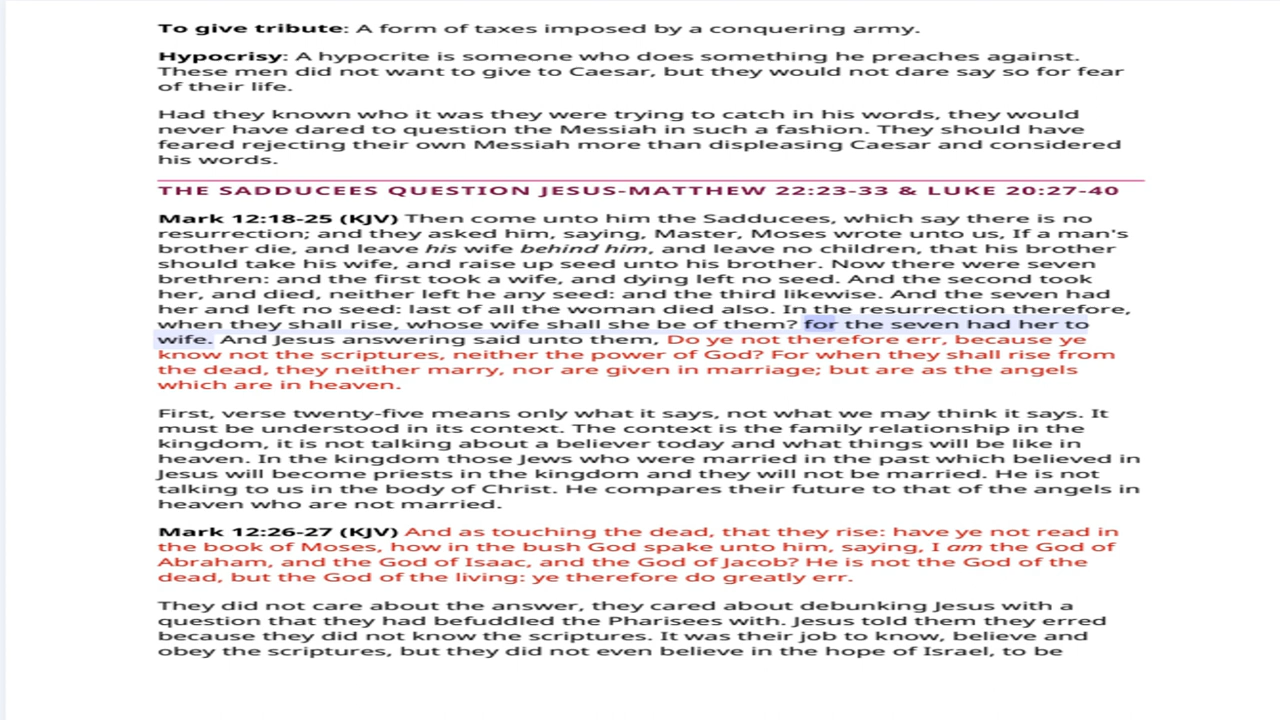 To give tribute: A form of taxes imposed by a conquering army.
Hypocrisy: A hypocrite is someone who does something he preaches against.
These men did not want to give to Caesar, but they would not dare say so for fear
of their life.
Had they known who it was they were trying to catch in his words, they would
never have dared to question the Messiah in such a fashion. They should have
feared rejecting their own Messiah more than displeasing Caesar and considered
his words.
THE SADDUCEES QUESTION JESUS-MATTHEW 22:23-33 & LUKE 20:27-40
Mark 12:18-25 (KJV) Then come unto him the Sadducees, which say there is no
resurrection; and they asked him, saying, Master, Moses wrote unto us, If a man's
brother die, and leave his wife behind him, and leave no children, that his brother
should take his wife, and raise up seed unto his brother. Now there were seven
brethren: and the first took a wife, and dying left no seed. And the second took
her, and died, neither left he any seed: and the third likewise. And the seven had
her and left no seed: last of all the woman died also. In the resurrection therefore,
when they shall rise, whose wife shall she be of them? for the seven had her to
wife. And Jesus answering said unto them, Do ye not therefore err, because ye
know not the scriptures, neither the power of God? For when they shall rise from
the dead, they neither marry, nor are given in marriage; but are as the angels
which are in heaven.
First, verse twenty-five means only what it says, not what we may think it says. It
must be understood in its context. The context is the family relationship in the
kingdom, it is not talking about a believer today and what things will be like in
heaven. In the kingdom those Jews who were married in the past which believed in
Jesus will become priests in the kingdom and they will not be married. He is not
talking to us in the body of Christ. He compares their future to that of the angels in
heaven who are not married.
Mark 12:26-27 (KJV) And as touching the dead, that they rise: have ye not read in
the book of Moses, how in the bush God spake unto him, saying, I am the God of
Abraham, and the God of Isaac, and the God of Jacob? He is not the God of the
dead, but the God of the living: ye therefore do greatly err.
They did not care about the answer, they cared about debunking Jesus with a
question that they had befuddled the Pharisees with. Jesus told them they erred
because they did not know the scriptures. It was their job to know, believe and
obey the scriptures, but they did not even believe in the hope of Israel, to be